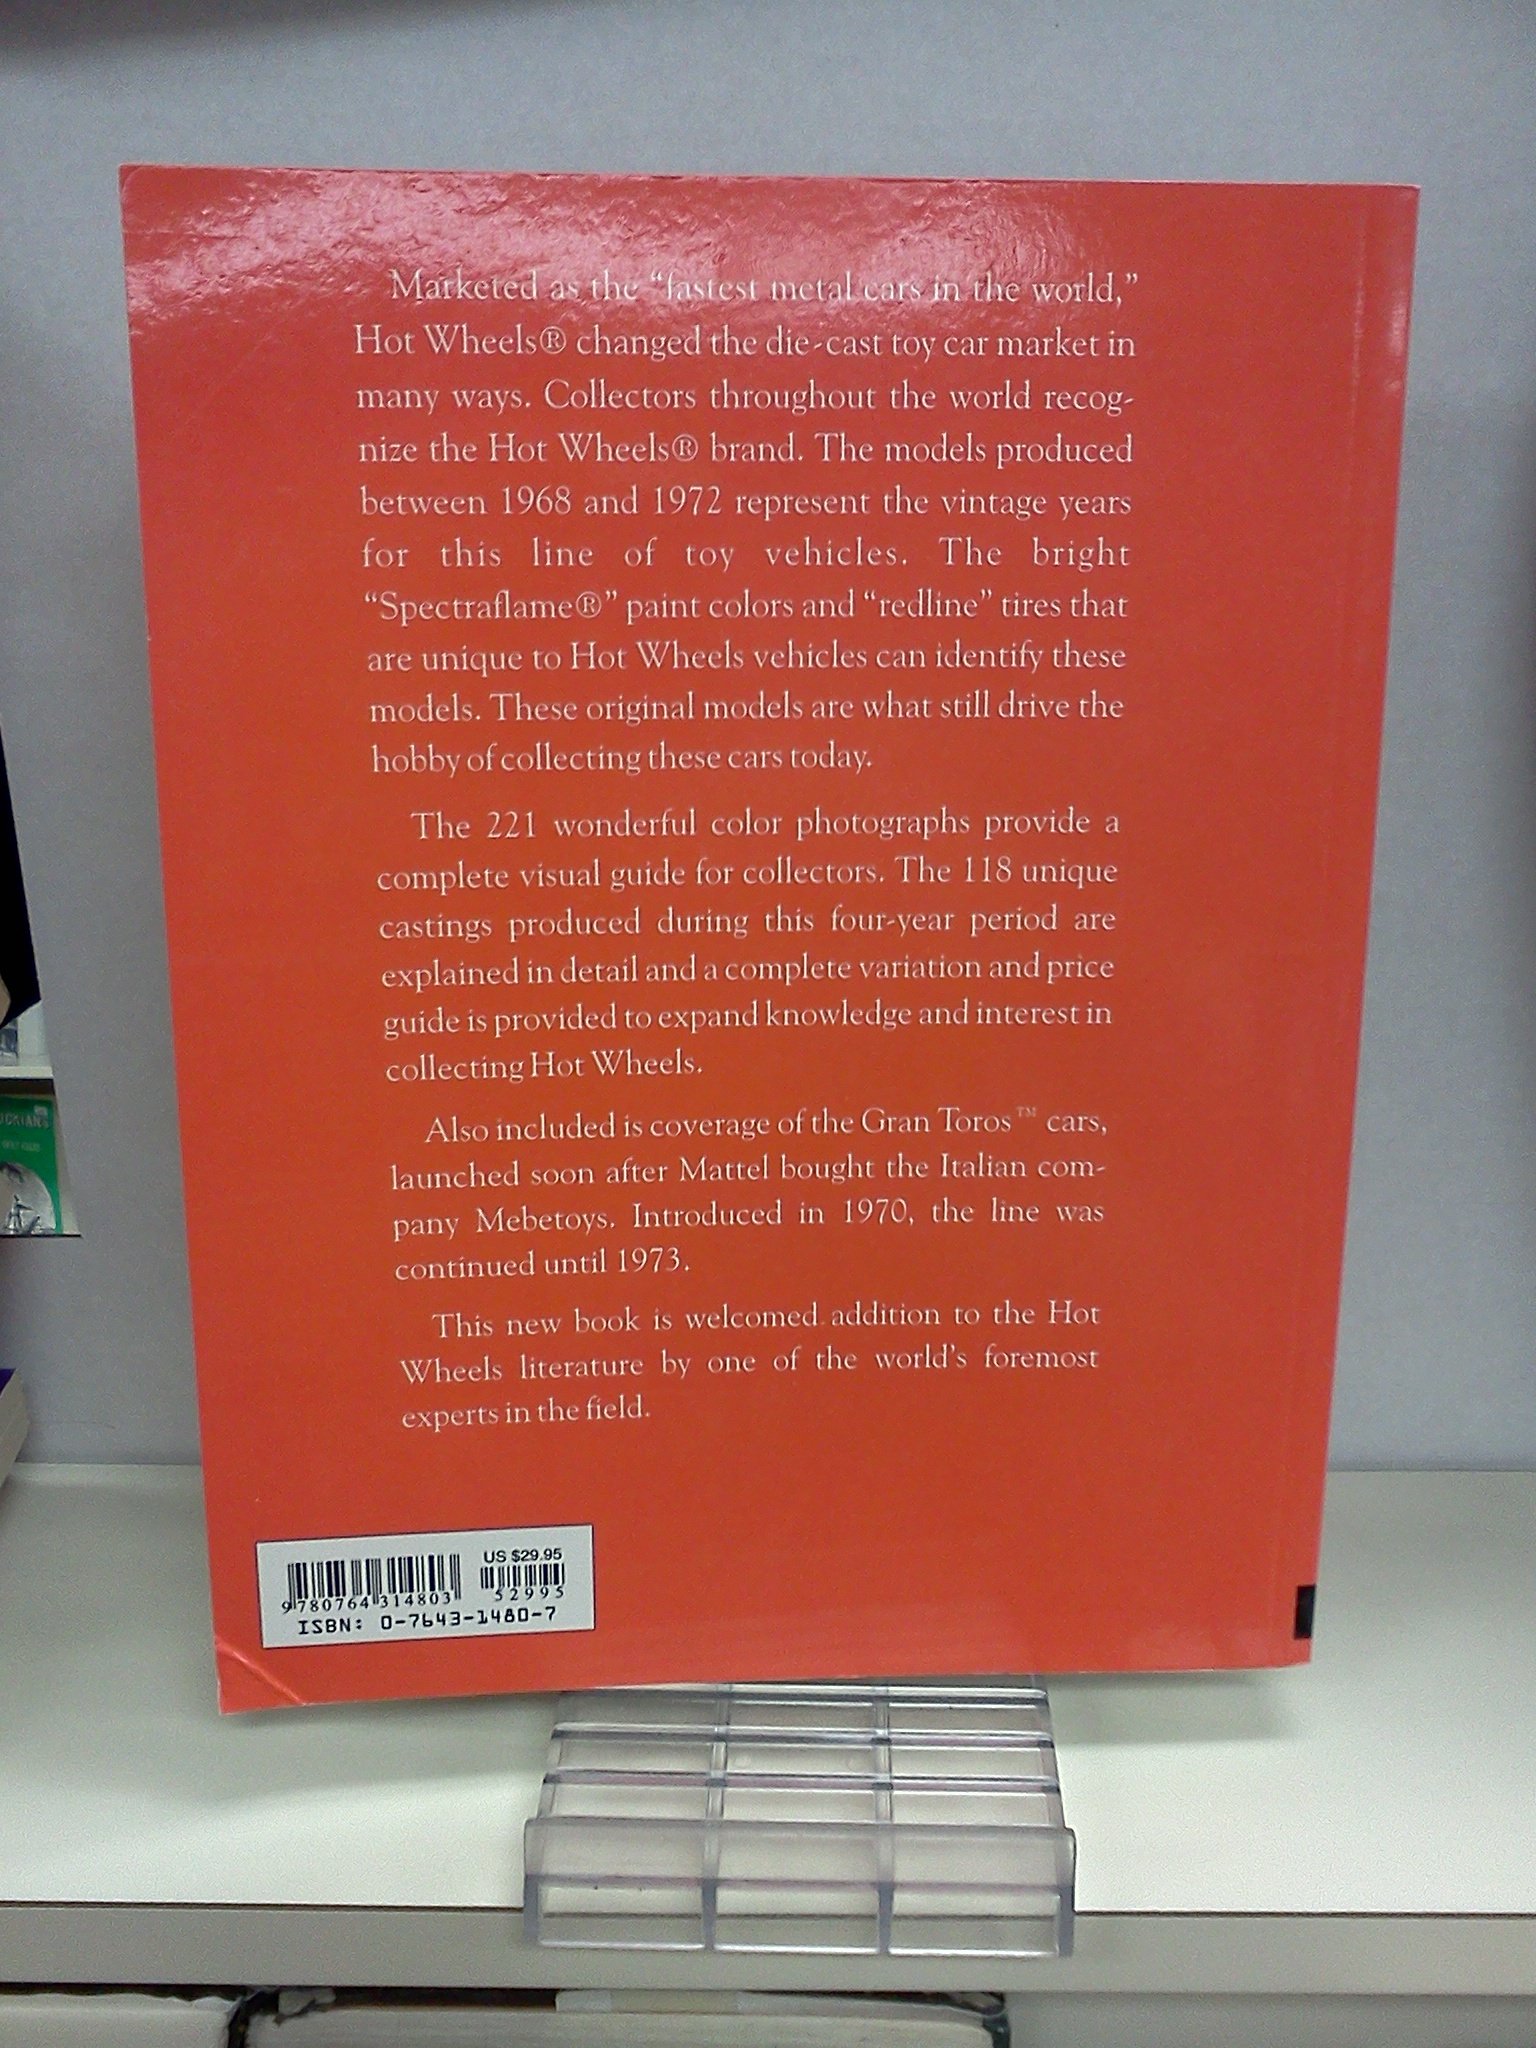 Marketed as the “fastest metal cars in the world,”
Hot Wheels® changed the die-cast toy car market in
many ways. Collectors throughout the world recog-
nize the Hot Wheels® brand. The models produced
between 1968 and 1972 represent the vintage years
for this line of toy vehicles. The bright
“Spectraflame®” paint colors and “redline” tires that
are unique to Hot Wheels vehicles can identify these
models. These original models are what still drive the
hobby of collecting these cars today.
The 221 wonderful color photographs provide a
complete visual guide for collectors. The 118 unique
castings produced during this four-year period are
explained in detail and a complete variation and price
guide is provided to expand knowledge and interest in
collecting Hot Wheels.
Also included is coverage of the Gran Toros™ cars,
launched soon after Mattel bought the Italian com-
pany Mebetoys. Introduced in 1970, the line was
continued until 1973.
This new book is welcomed addition to the Hot
Wheels literature by one of the world's foremost
experts in the field.
US $29.95
52995
9780764314803
ISBN: 0-7643-1480-7